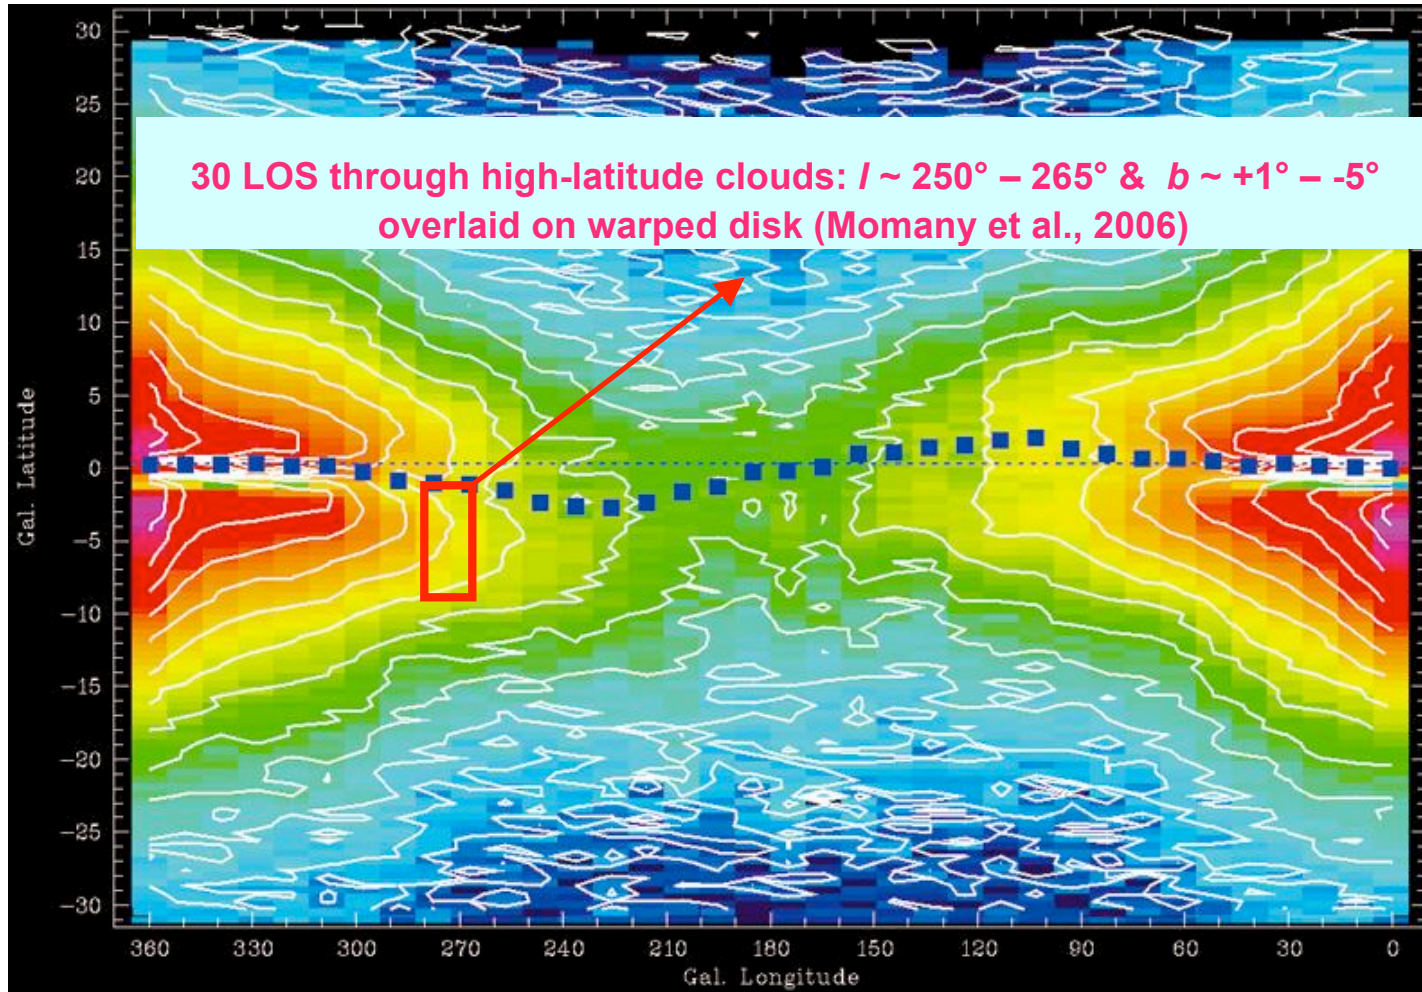 30 LOS through high-latitude clouds: l ~ 250° – 265° & b ~ +1° – -5°
overlaid on warped disk (Momany et al., 2006)
Gal. Latitude
30
25
20
15
10
5
0
−5
−10
−15
−20
−25
−30
360 330 300 270 240 210 180 150 120 90 60 30 0
Gal. Longitude